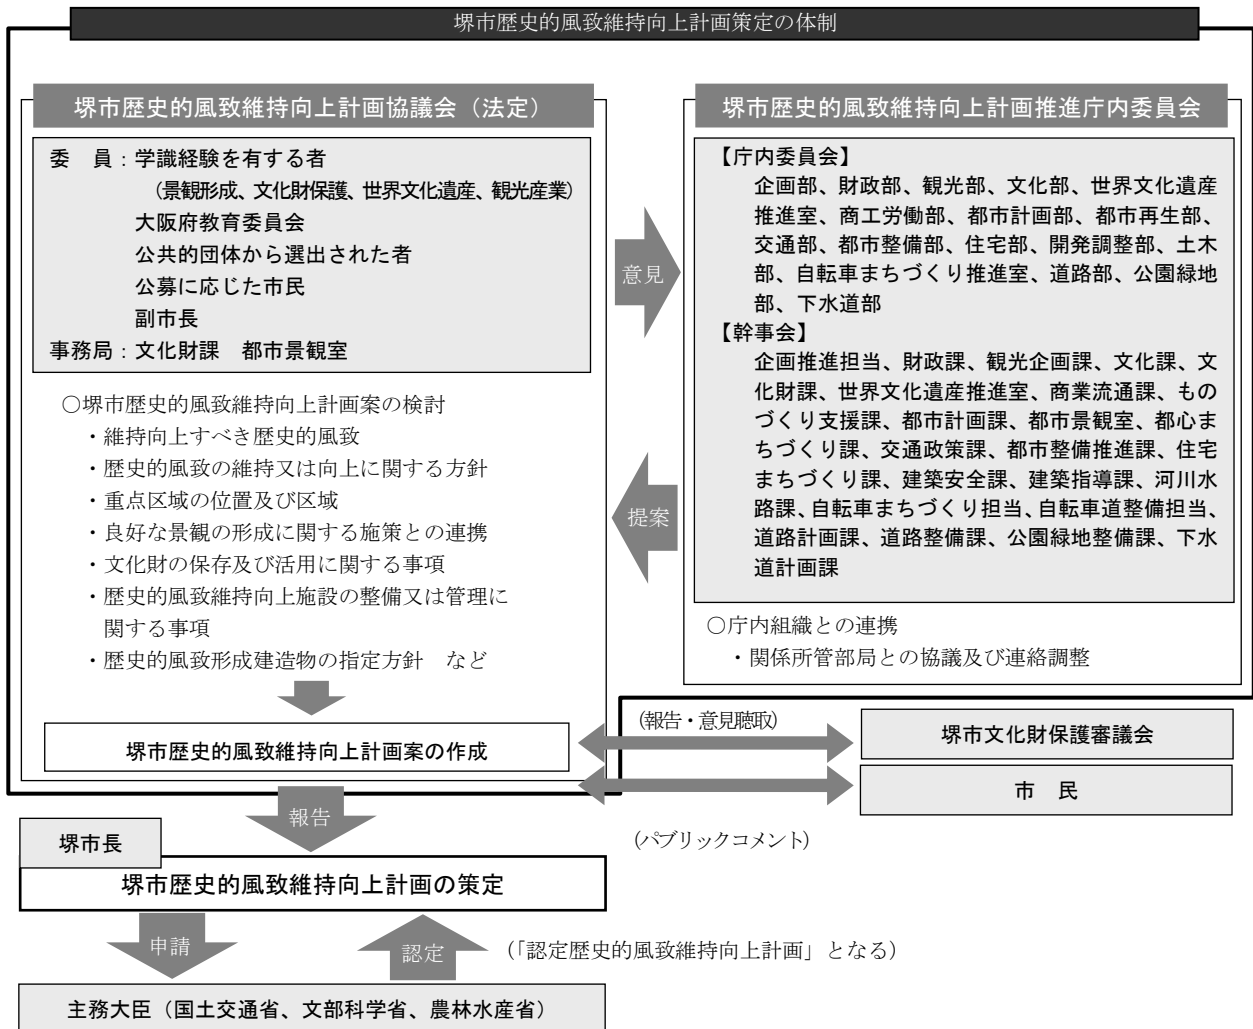 堺市歴史的風致維持向上計画策定の体制
堺市歴史的風致維持向上計画協議会（法定）
委　員：学識経験を有する者
（景観形成、文化財保護、世界文化遺産、観光産業）
大阪府教育委員会
公共的団体から選出された者
公募に応じた市民
副市長
事務局：文化財課　都市景観室
○堺市歴史的風致維持向上計画案の検討
・維持向上すべき歴史的風致
・歴史的風致の維持又は向上に関する方針
・重点区域の位置及び区域
・良好な景観の形成に関する施策との連携
・文化財の保存及び活用に関する事項
・歴史的風致維持向上施設の整備又は管理に
関する事項
・歴史的風致形成建造物の指定方針　など
堺市歴史的風致維持向上計画案の作成
意見
提案
堺市歴史的風致維持向上計画推進庁内委員会
【庁内委員会】
企画部、財政部、観光部、文化部、世界文化遺産
推進室、商工労働部、都市計画部、都市再生部、
交通部、都市整備部、住宅部、開発調整部、土木
部、自転車まちづくり推進室、道路部、公園緑地
部、下水道部
【幹事会】
企画推進担当、財政課、観光企画課、文化課、文
化財課、世界文化遺産推進室、商業流通課、もの
づくり支援課、都市計画課、都市景観室、都心ま
ちづくり課、交通政策課、都市整備推進課、住宅
まちづくり課、建築安全課、建築指導課、河川水
路課、自転車まちづくり担当、自転車道整備担当、
道路計画課、道路整備課、公園緑地整備課、下水
道計画課
○庁内組織との連携
・関係所管部局との協議及び連絡調整
（報告・意見聴取）
堺市文化財保護審議会
市　民
（パブリックコメント）
報告
堺市長
堺市歴史的風致維持向上計画の策定
申請
認定
（「認定歴史的風致維持向上計画」となる）
主務大臣（国土交通省、文部科学省、農林水産省）